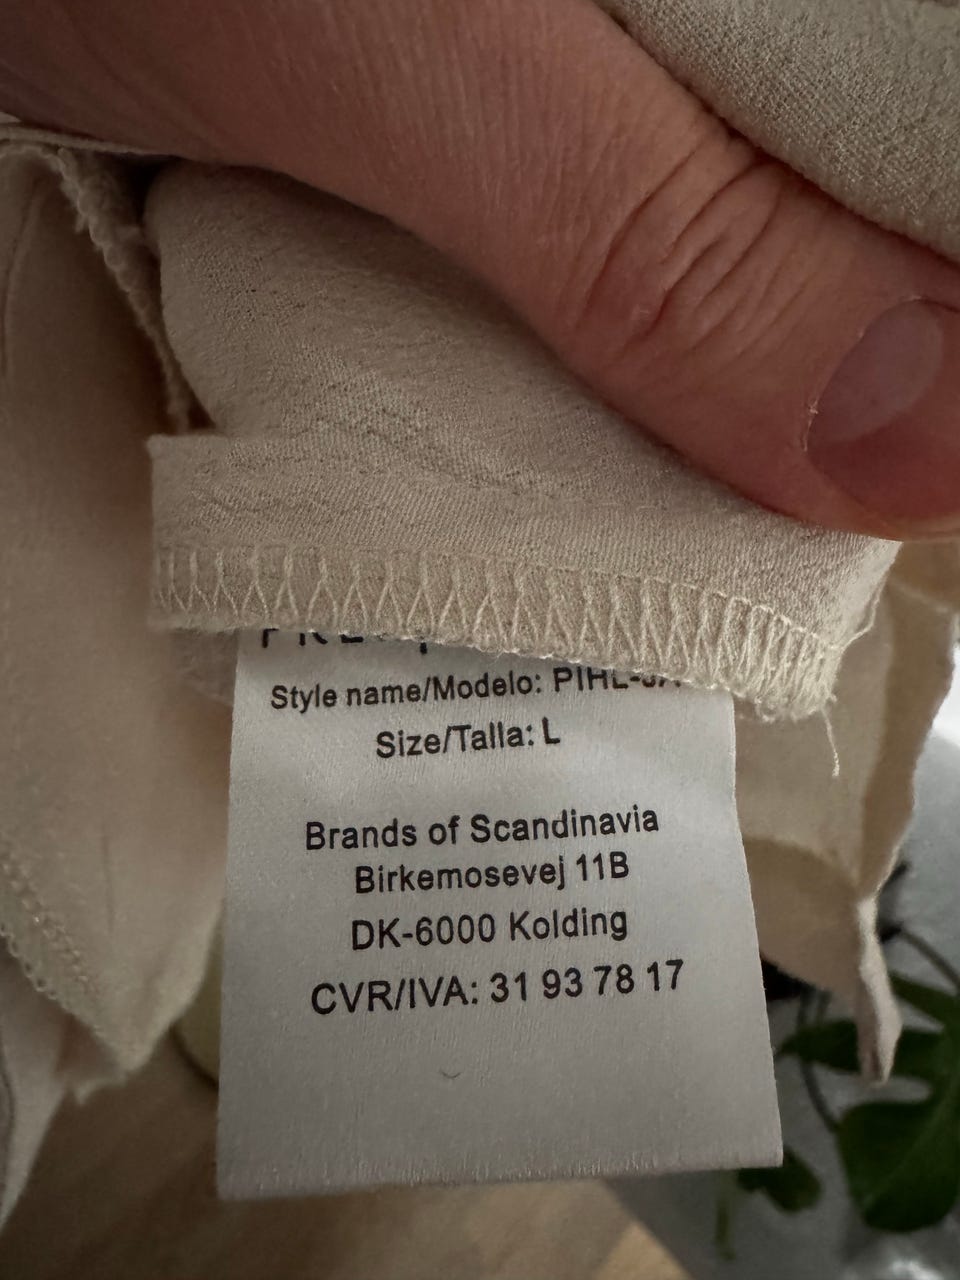 Style name/Modelo:
Size/Talla: L
Brands of Scandinavia
Birkemosevej 11B
DK-6000 Kolding
CVR/IVA: 31 93 78 17